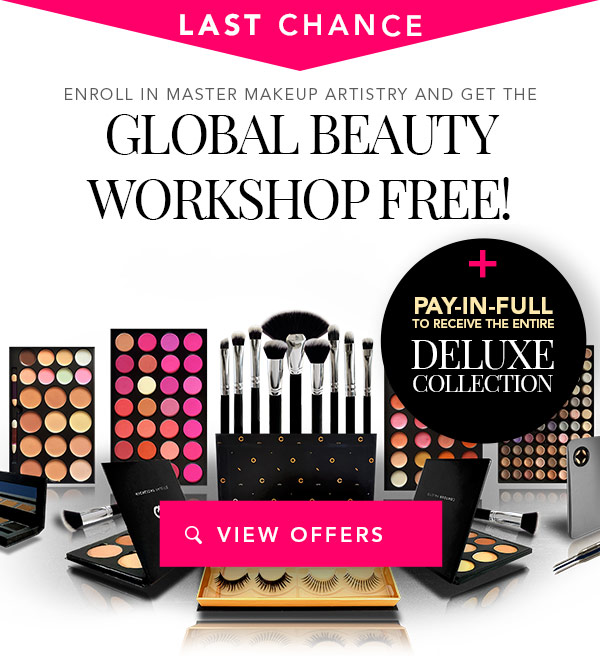 LAST CHANCE
ENROLL IN MASTER MAKEUP ARTISTRY AND GET THE
GLOBAL BEAUTY
WORKSHOP FREE!
+
PAY-IN-FULL
TO RECEIVE THE ENTIRE
DELUXE
COLLECTION
VIEW OFFERS